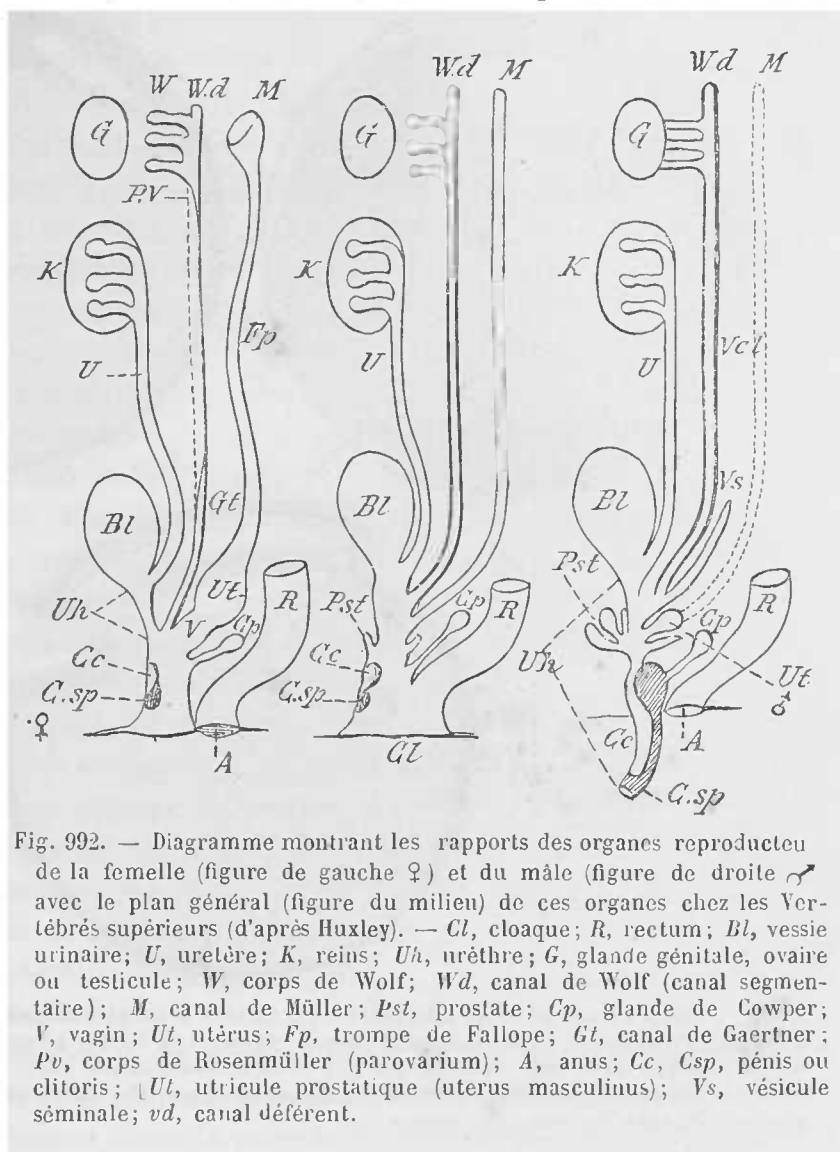 W W.d M
G
P.V
K
Fp
U
Gt
Bl
Ut
R
Uh
V
Cp
Cc
C.sp
♀
A
W.d M
G
K
U
Bl
Pst
Cp
R
Cc
C.sp
Cl
Wd M
G
K
Vcl
U
Vs
Bl
Pst
R
Cp
Uh
Ut.
♂
Cc
A
C.sp
Fig. 992. — Diagramme montrant les rapports des organes reproducteu
de la femelle (figure de gauche ♀) et du mâle (figure de droite ♂
avec le plan général (figure du milieu) de ces organes chez les Ver-
tébrés supérieurs (d'après Huxley). — Cl, cloaque; R, rectum; Bl, vessie
urinaire; U, uretère; K, reins; Uh, urèthre; G, glande génitale, ovaire
ou testicule; W, corps de Wolf; Wd, canal de Wolf (canal segmen-
taire); M, canal de Müller; Pst, prostate; Cp, glande de Cowper;
V, vagin; Ut, utérus; Fp, trompe de Fallope; Gt, canal de Gaertner;
Pv, corps de Rosenmüller (parovarium); A, anus; Cc, Csp, pénis ou
clitoris; Ut, utricule prostatique (uterus masculinus); Vs, vésicule
séminale; vd, canal déférent.